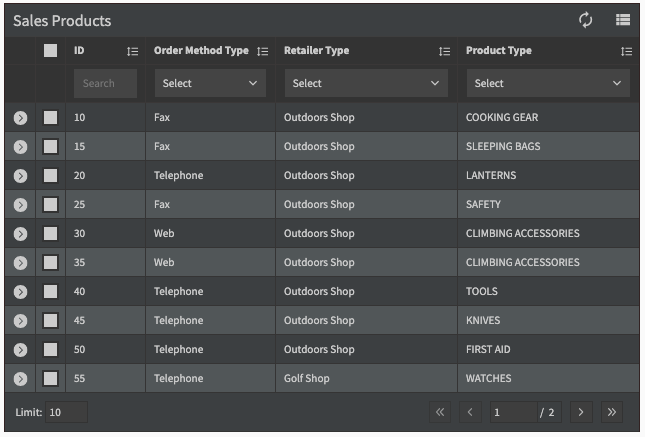 Sales Products
ID Order Method Type Retailer Type Product Type
Search Select Select Select
10 Fax Outdoors Shop COOKING GEAR
15 Fax Outdoors Shop SLEEPING BAGS
20 Telephone Outdoors Shop LANTERNS
25 Fax Outdoors Shop SAFETY
30 Web Outdoors Shop CLIMBING ACCESSORIES
35 Web Outdoors Shop CLIMBING ACCESSORIES
40 Telephone Outdoors Shop TOOLS
45 Telephone Outdoors Shop KNIVES
50 Telephone Outdoors Shop FIRST AID
55 Telephone Golf Shop WATCHES
Limit: 10 1 / 2